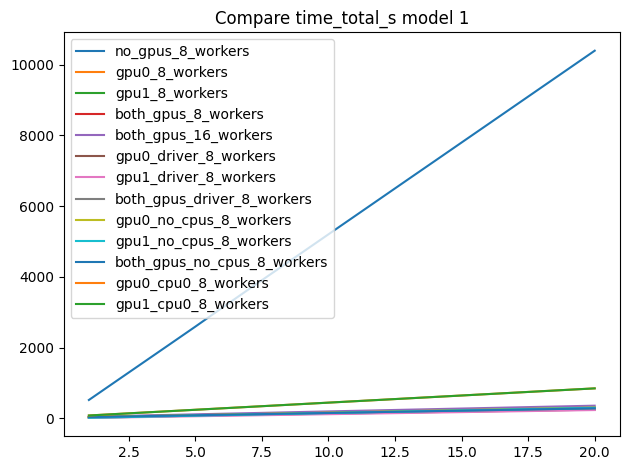 Compare time_total_s model 1
no_gpus_8_workers
gpu0_8_workers
gpu1_8_workers
both_gpus_8_workers
both_gpus_16_workers
gpu0_driver_8_workers
gpu1_driver_8_workers
both_gpus_driver_8_workers
gpu0_no_cpus_8_workers
gpu1_no_cpus_8_workers
both_gpus_no_cpus_8_workers
gpu0_cpu0_8_workers
gpu1_cpu0_8_workers
10000
8000
6000
4000
2000
0
2.5 5.0 7.5 10.0 12.5 15.0 17.5 20.0